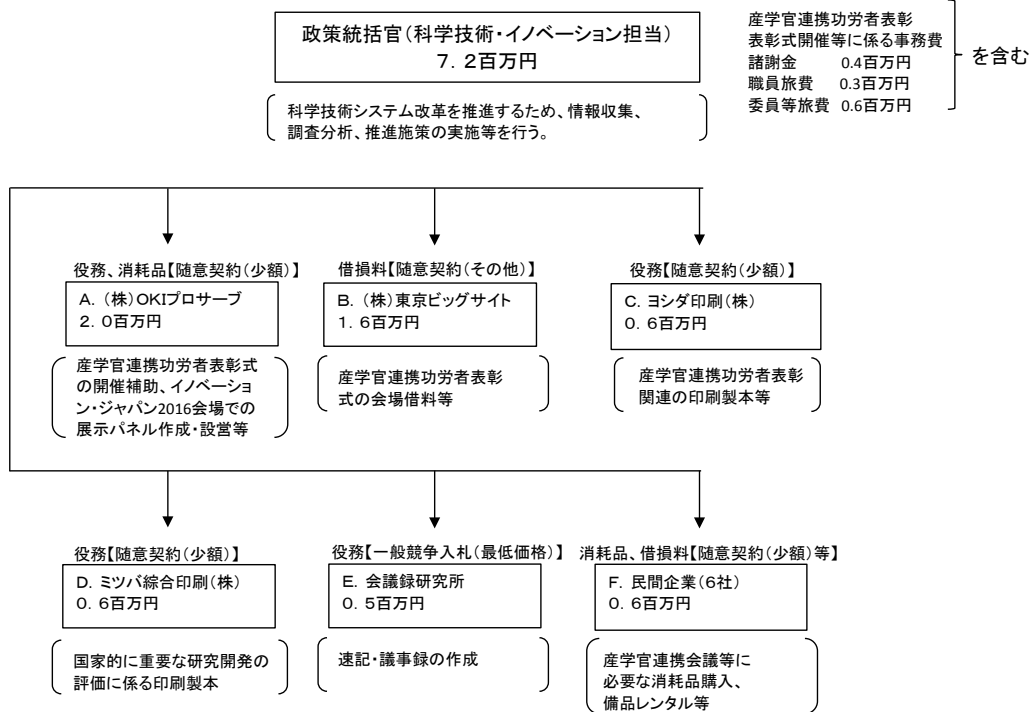 政策統括官（科学技術・イノベーション担当）
７．２百万円
産学官連携功労者表彰
表彰式開催等に係る事務費
諸謝金　　　0.4百万円
職員旅費　　0.3百万円
委員等旅費　0.6百万円
を含む
科学技術システム改革を推進するため、情報収集、
調査分析、推進施策の実施等を行う。
役務、消耗品【随意契約（少額）】
A．（株）OKIプロサーブ
２．０百万円
産学官連携功労者表彰式
の開催補助、イノベーショ
ン・ジャパン2016会場での
展示パネル作成・設営等
借損料【随意契約（その他）】
B．（株）東京ビッグサイト
１．６百万円
産学官連携功労者表彰
式の会場借料等
役務【随意契約（少額）】
C．ヨシダ印刷（株）
０．６百万円
産学官連携功労者表彰
関連の印刷製本等
役務【随意契約（少額）】
D．ミツバ綜合印刷（株）
０．６百万円
国家的に重要な研究開発の
評価に係る印刷製本
役務【一般競争入札（最低価格）】
E．会議録研究所
０．５百万円
速記・議事録の作成
消耗品、借損料【随意契約（少額）等】
F．民間企業（６社）
０．６百万円
産学官連携会議等に
必要な消耗品購入、
備品レンタル等